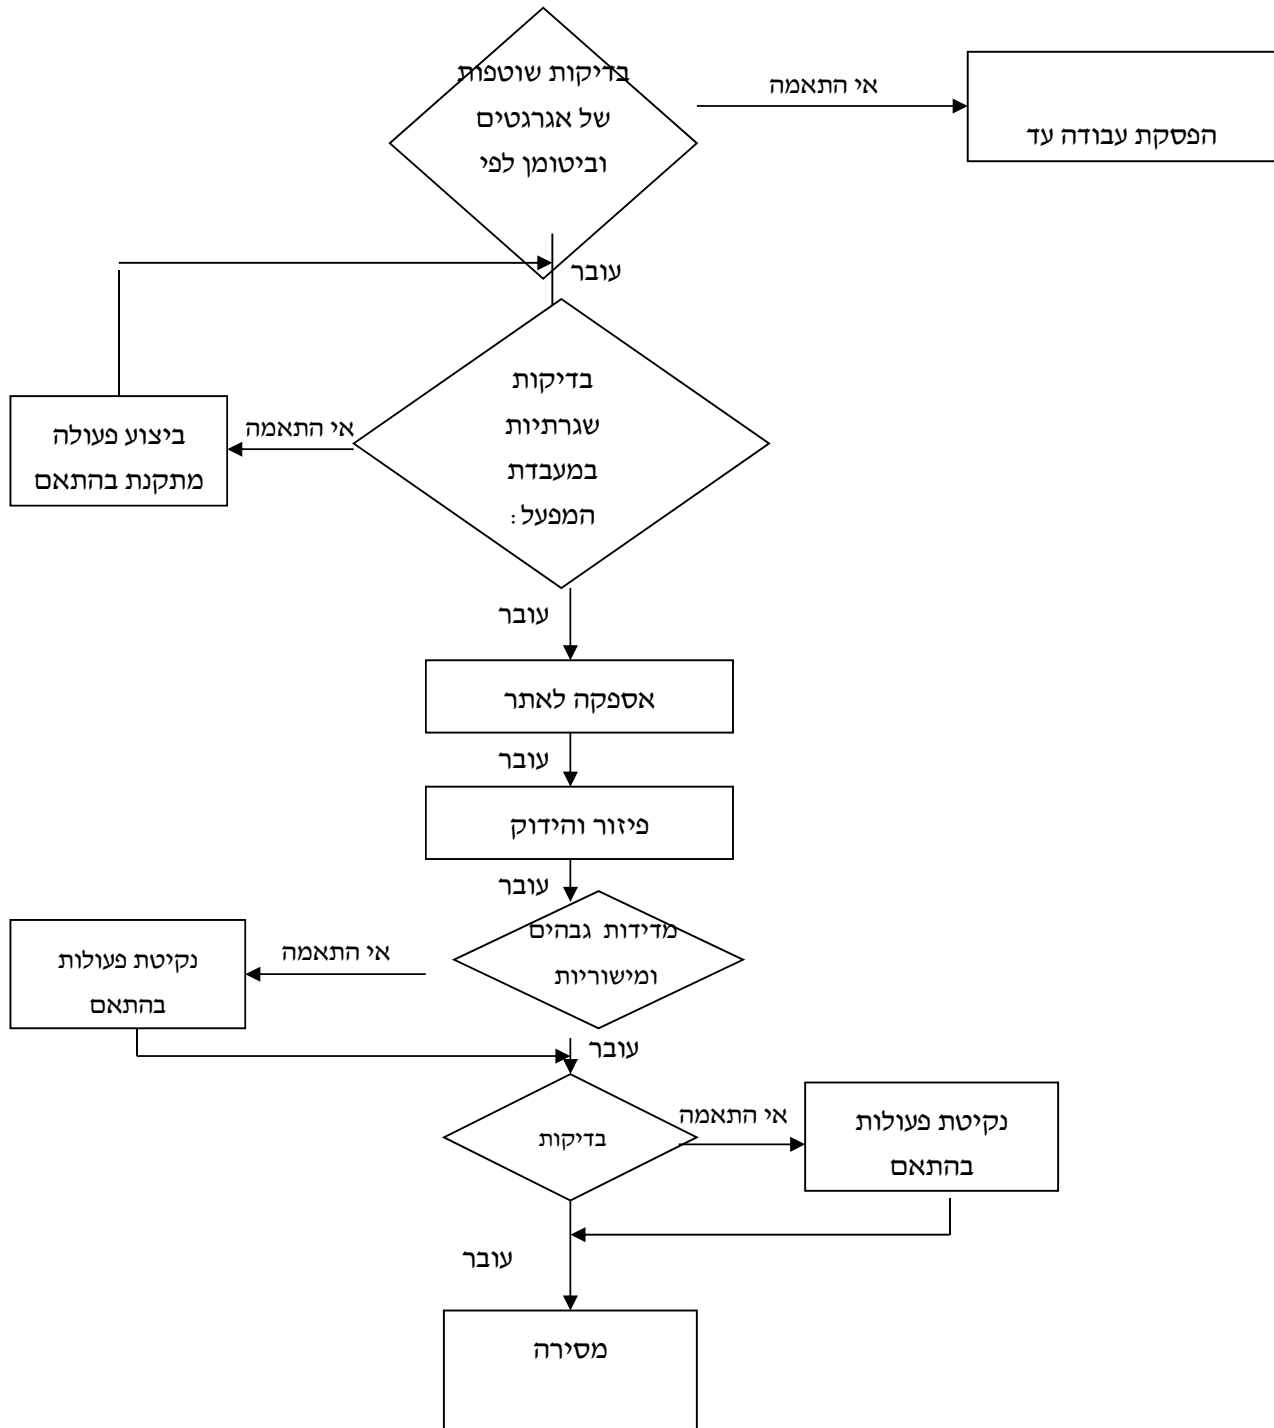 בדיקות שוטפות
של אגרגטים
וביטומן לפי
אי התאמה
הפסקת עבודה עד
עובר
בדיקות
שגרתיות
במעבדת
המפעל:
אי התאמה
ביצוע פעולה
מתקנת בהתאם
עובר
אספקה לאתר
עובר
פיזור והידוק
עובר
מדידות גבהים
ומישוריות
אי התאמה
נקיטת פעולות
בהתאם
עובר
בדיקות
אי התאמה
נקיטת פעולות
בהתאם
עובר
מסירה